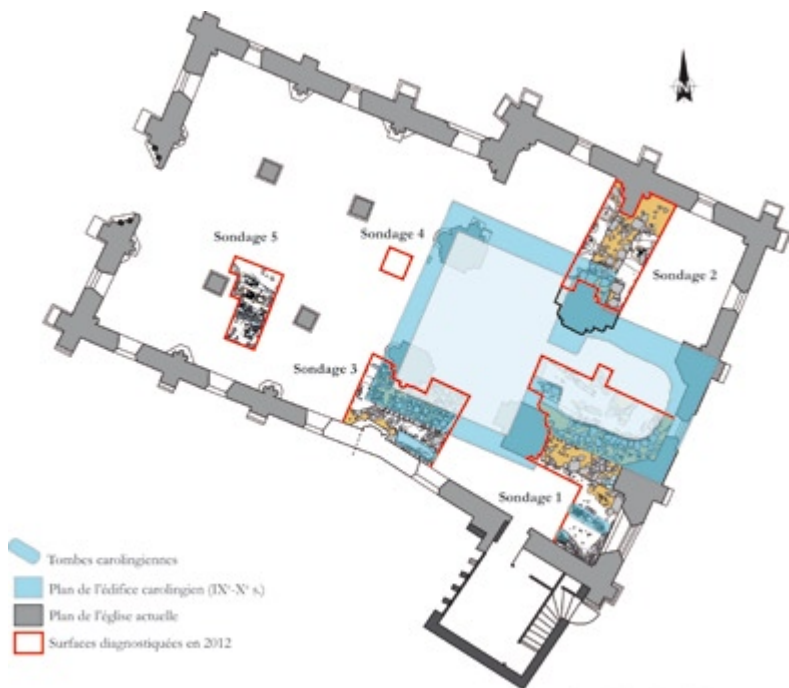 N
Sondage 5
Sondage 4
Sondage 2
Sondage 3
Sondage 1
Tombes carolingiennes
Plan de l'édifice carolingien (IXe-Xe s.)
Plan de l'église actuelle
Surfaces diagnostiquées en 2012